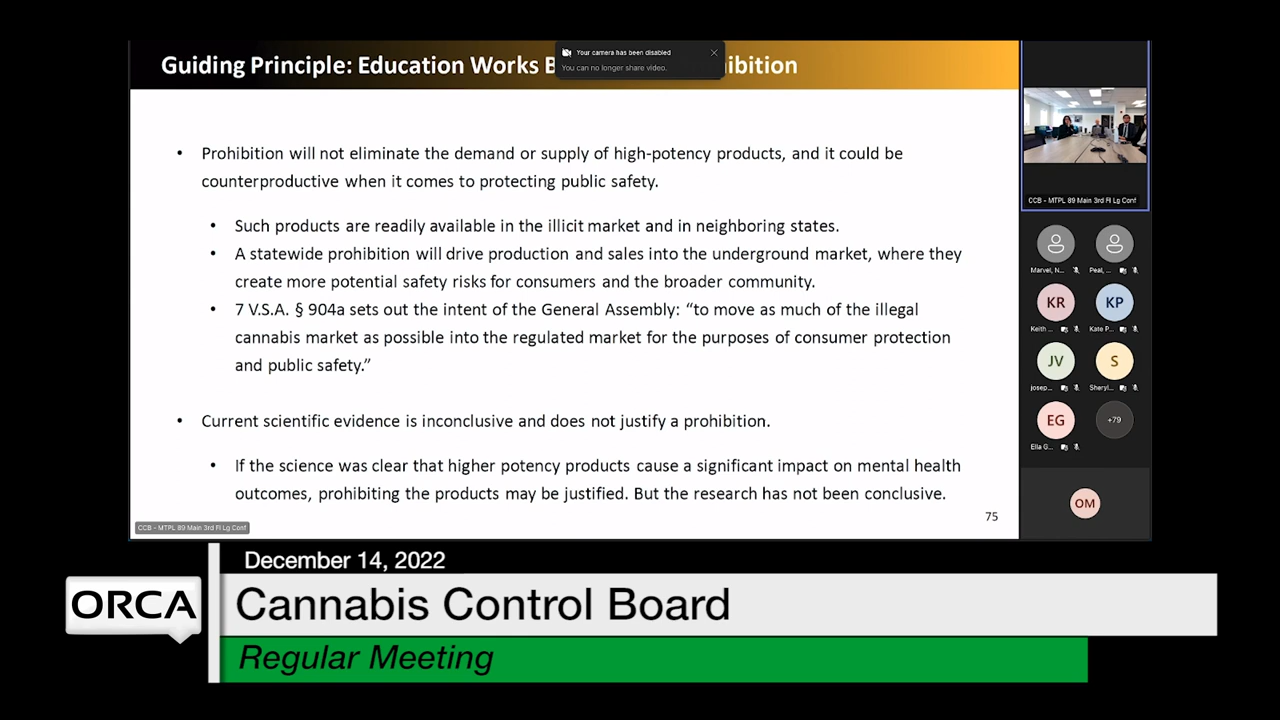 Guiding Principle: Education Works B ibition
Your camera has been disabled
You can no longer share video.
• Prohibition will not eliminate the demand or supply of high-potency products, and it could be
counterproductive when it comes to protecting public safety.
• Such products are readily available in the illicit market and in neighboring states.
• A statewide prohibition will drive production and sales into the underground market, where they
create more potential safety risks for consumers and the broader community.
• 7 V.S.A. § 904a sets out the intent of the General Assembly: “to move as much of the illegal
cannabis market as possible into the regulated market for the purposes of consumer protection
and public safety.”
• Current scientific evidence is inconclusive and does not justify a prohibition.
• If the science was clear that higher potency products cause a significant impact on mental health
outcomes, prohibiting the products may be justified. But the research has not been conclusive.
75
CCB - MTPL 89 Main 3rd Fl Lg Conf
CCB - MTPL 89 Main 3rd Fl Lg Conf
Marvel, N...
Peal, ...
KR
KP
Keith ...
Kate P...
JV
S
josep...
Sheryl...
EG
+79
Ella G...
OM
December 14, 2022
ORCA
Cannabis Control Board
Regular Meeting